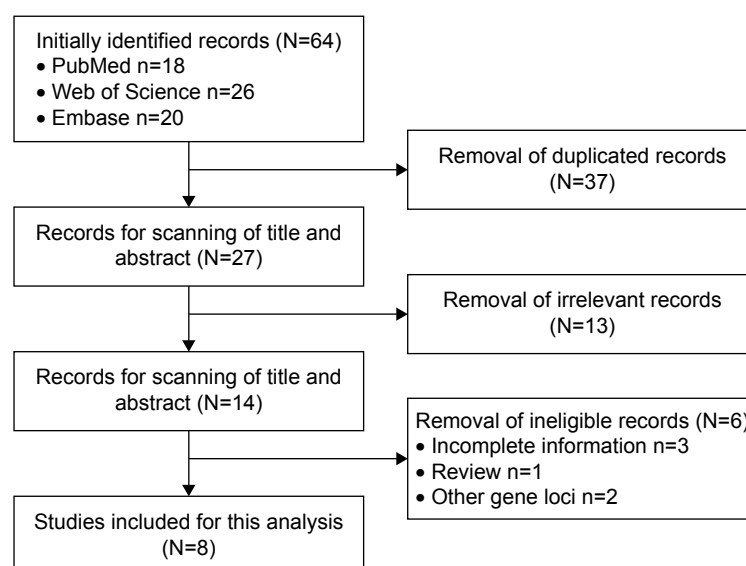 Initially identified records (N=64)
• PubMed n=18
• Web of Science n=26
• Embase n=20
Removal of duplicated records
(N=37)
Records for scanning of title and
abstract (N=27)
Removal of irrelevant records
(N=13)
Records for scanning of title and
abstract (N=14)
Removal of ineligible records (N=6)
• Incomplete information n=3
• Review n=1
• Other gene loci n=2
Studies included for this analysis
(N=8)